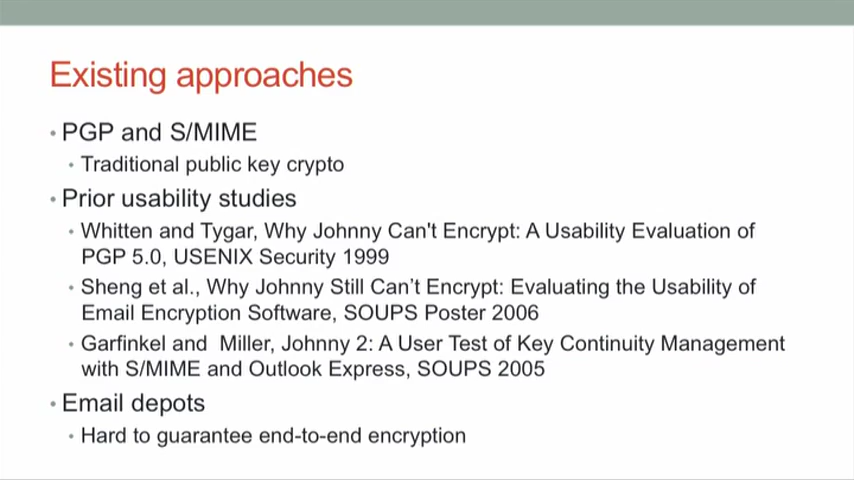 Existing approaches
• PGP and S/MIME
• Traditional public key crypto
• Prior usability studies
• Whitten and Tygar, Why Johnny Can't Encrypt: A Usability Evaluation of
PGP 5.0, USENIX Security 1999
• Sheng et al., Why Johnny Still Can’t Encrypt: Evaluating the Usability of
Email Encryption Software, SOUPS Poster 2006
• Garfinkel and  Miller, Johnny 2: A User Test of Key Continuity Management
with S/MIME and Outlook Express, SOUPS 2005
• Email depots
• Hard to guarantee end-to-end encryption